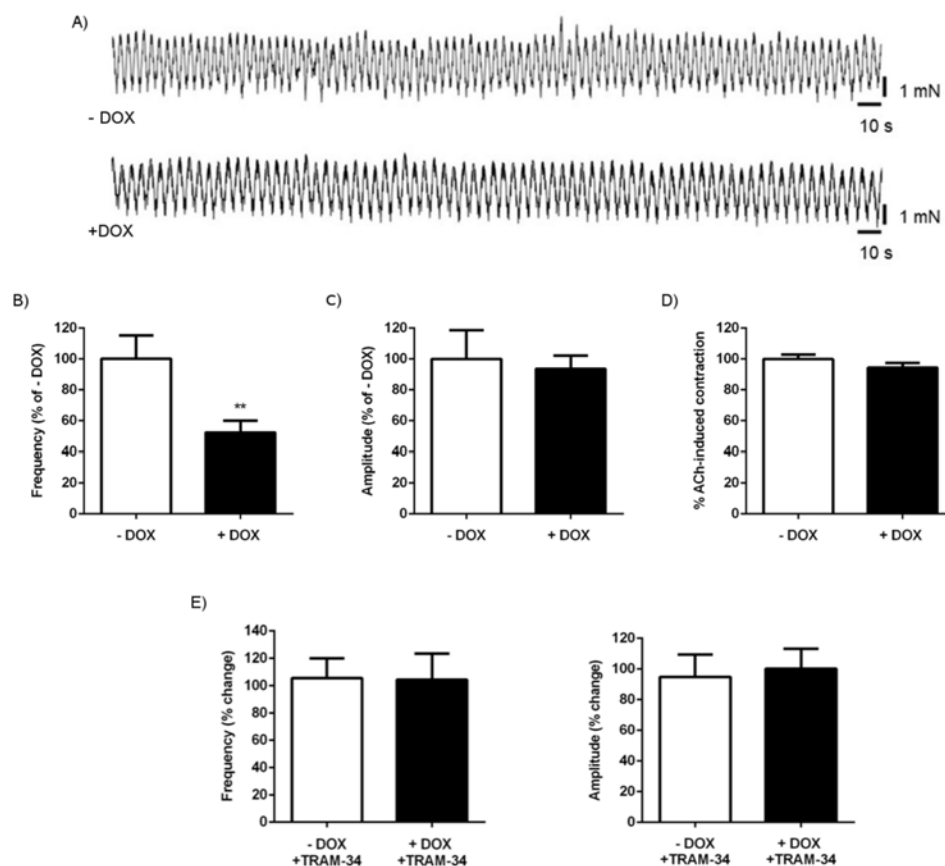 A)
1 mN
- DOX
10 s
1 mN
+DOX
10 s
B)
C)
D)
Frequency (% of - DOX)
120
100
80
60
40
20
0
**
- DOX
+ DOX
Amplitude (% of - DOX)
120
100
80
60
40
20
0
- DOX
+ DOX
% ACh-induced contraction
120
100
80
60
40
20
0
- DOX
+ DOX
E)
Frequency (% change)
140
120
100
80
60
40
20
0
- DOX
+TRAM-34
+ DOX
+TRAM-34
Amplitude (% change)
120
100
80
60
40
20
0
- DOX
+TRAM-34
+ DOX
+TRAM-34